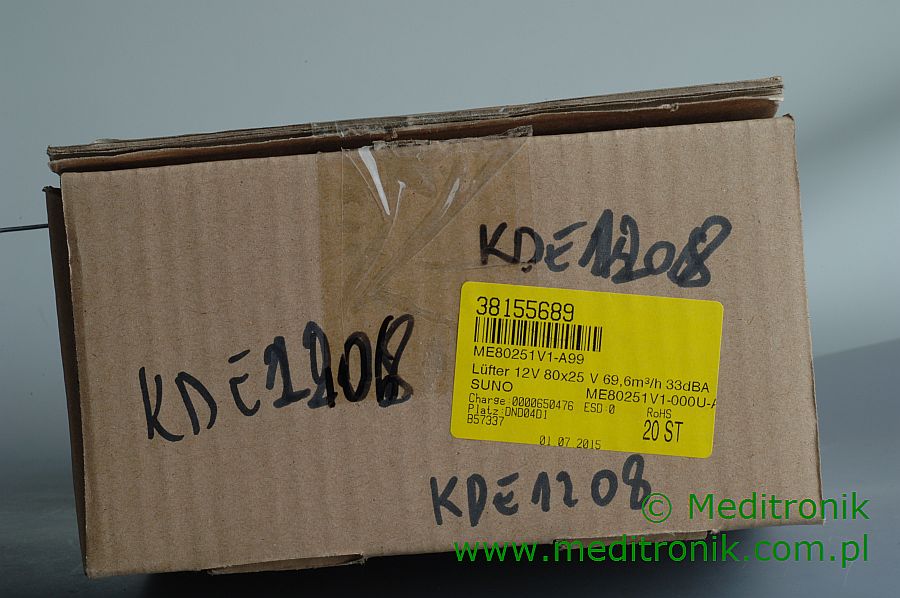 KDE1208
38155689
ME80251V1-A99
Lüfter 12V 80x25 V 69,6m³/h 33dBA
SUNO ME80251V1-000U-A
Charge:0000650476 ESD:0 RoHS
Platz:DND04D1 20 ST
B57337
01.07.2015
KDE1208
KDE1208
© Meditronik
www.meditronik.com.pl